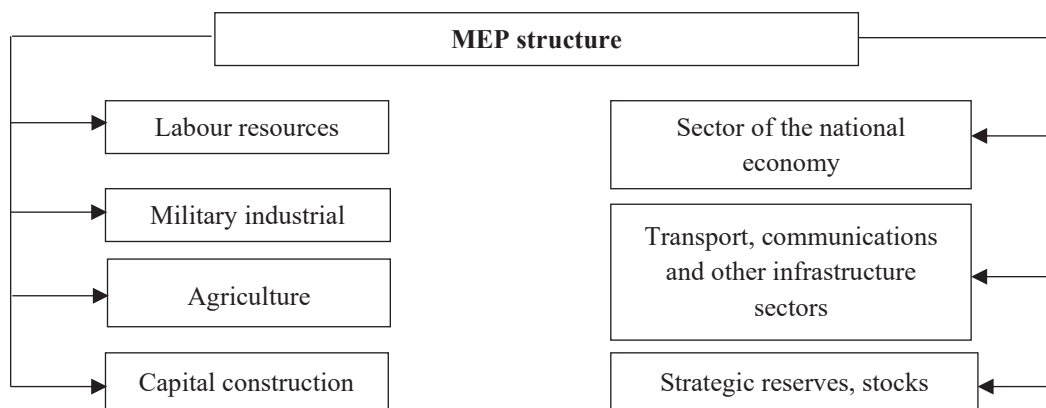 MEP structure
Labour resources
Military industrial
Agriculture
Capital construction
Sector of the national
economy
Transport, communications
and other infrastructure
sectors
Strategic reserves, stocks